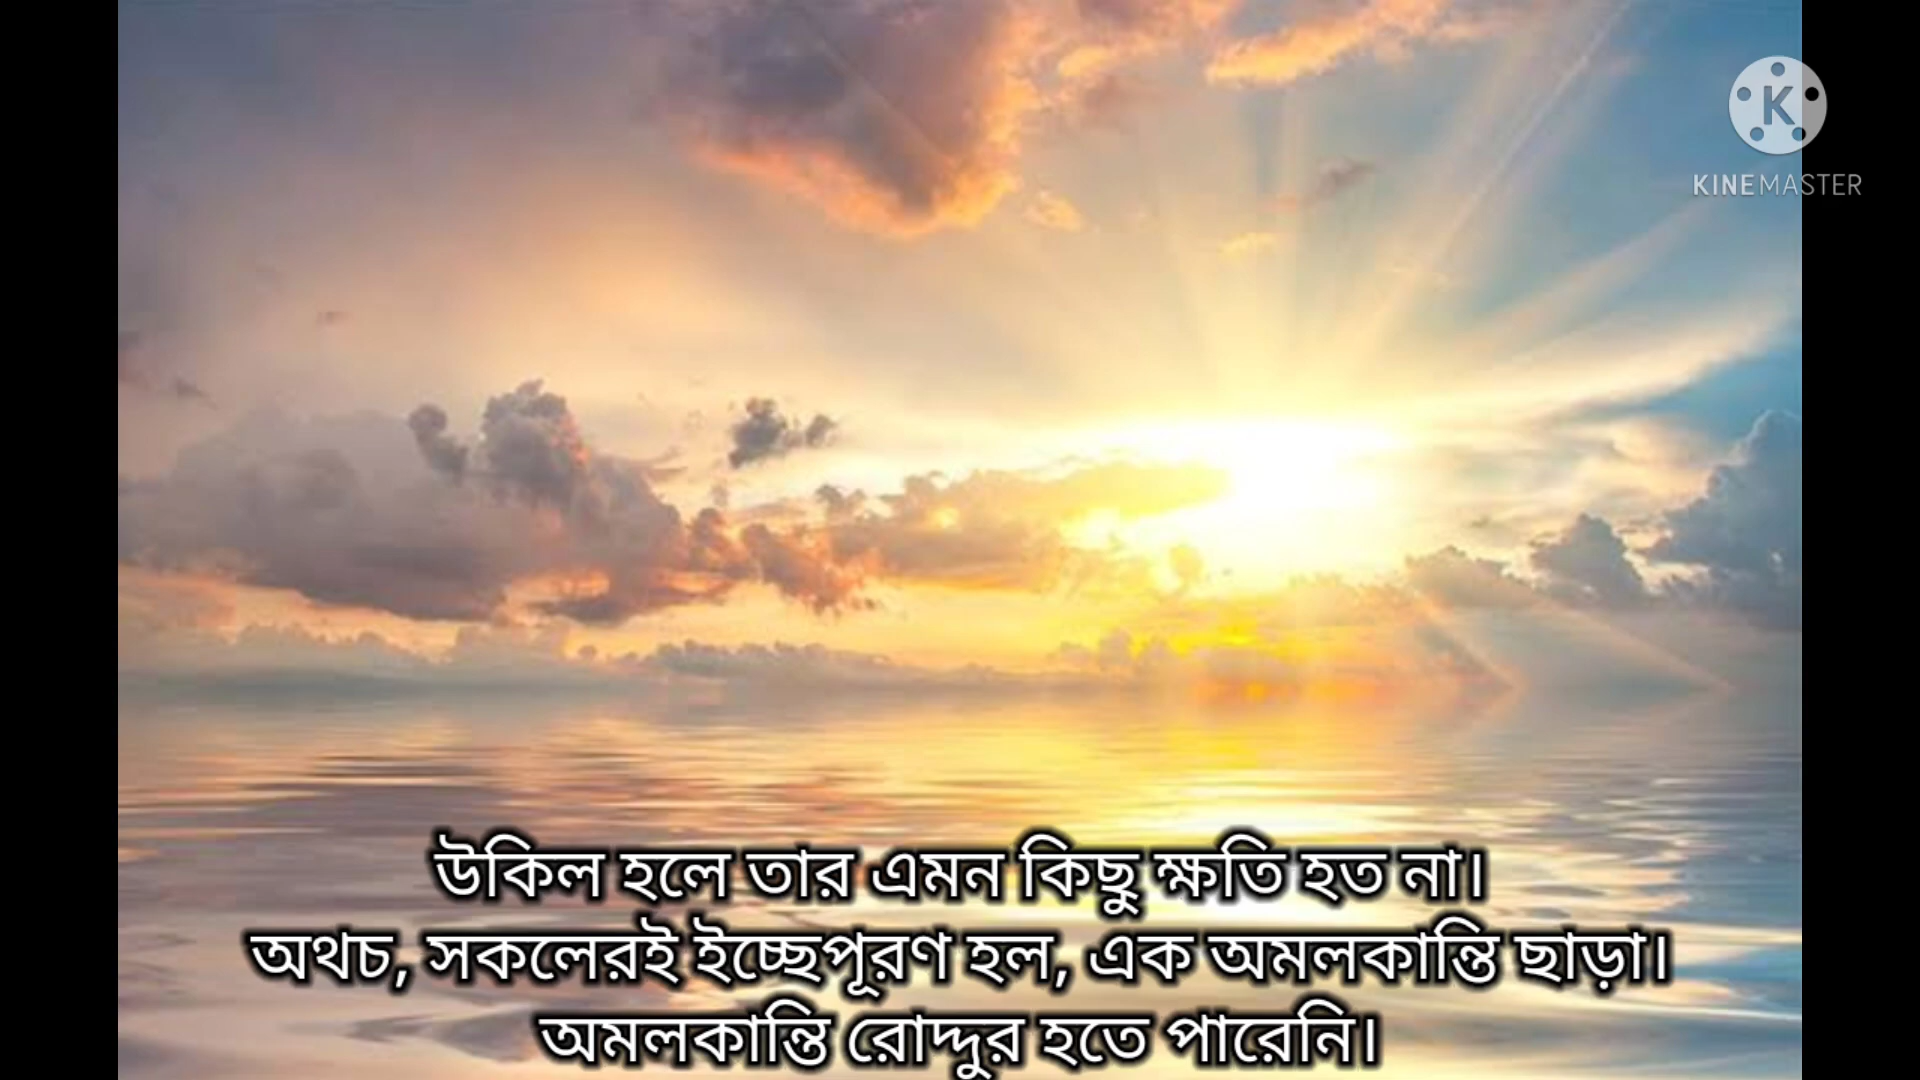 KINEMASTER
উকিল হলে তার এমন কিছু ক্ষতি হত না।
অথচ, সকলেরই ইচ্ছেপূরণ হল, এক অমলকান্তি ছাড়া।
অমলকান্তি রোদ্দুর হতে পারেনি।